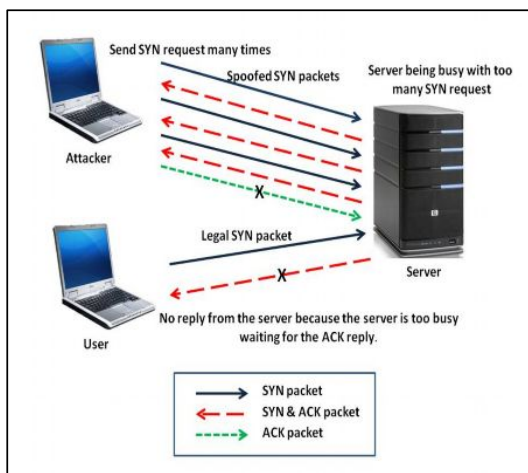 Send SYN request many times
Spoofed SYN packets
Server being busy with too
many SYN request
Attacker
X
Legal SYN packet
X
Server
No reply from the server because the server is too busy
waiting for the ACK reply.
User
SYN packet
SYN & ACK packet
ACK packet